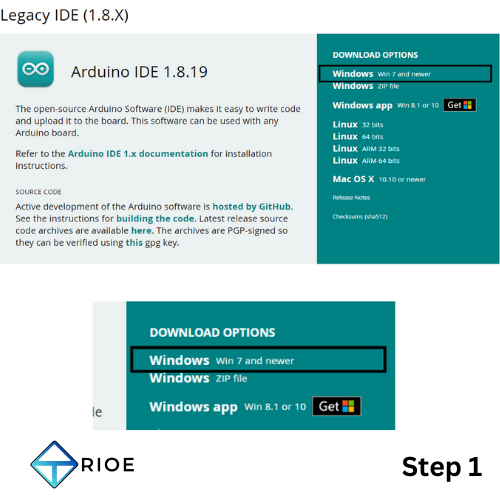 Legacy IDE (1.8.X)
Arduino IDE 1.8.19
The open-source Arduino Software (IDE) makes it easy to write code
and upload it to the board. This software can be used with any
Arduino board.
Refer to the Arduino IDE 1.x documentation for installation
instructions.
SOURCE CODE
Active development of the Arduino software is hosted by GitHub.
See the instructions for building the code. Latest release source
code archives are available here. The archives are PGP-signed so
they can be verified using this gpg key.
DOWNLOAD OPTIONS
Windows Win 7 and newer
Windows ZIP file
Windows app Win 8.1 or 10 Get
Linux 32 bits
Linux 64 bits
Linux ARM 32 bits
Linux ARM 64 bits
Mac OS X 10.10 or newer
Release Notes
Checksums (sha512)
DOWNLOAD OPTIONS
Windows Win 7 and newer
Windows ZIP file
le Windows app Win 8.1 or 10 Get
TRIOE
Step 1